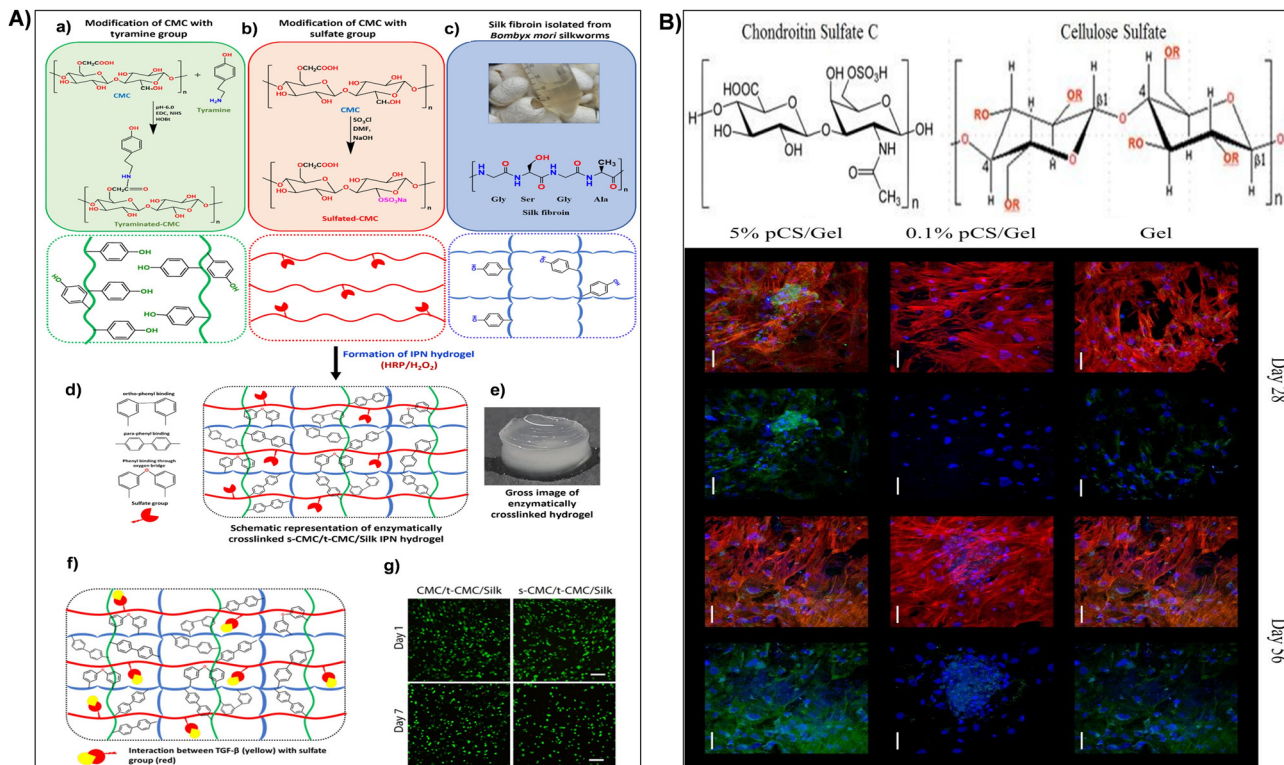 A)
Modification of CMC with
tyramine group
a)
CH₂COOH
CMC
Tyramine
pH-6.0
EDC, NHS
HOBt
Tyraminated-CMC
Modification of CMC with
sulfate group
b)
CMC
SO₃Cl
DMF,
NaOH
OSO₃Na
Sulfated-CMC
Silk fibroin isolated from
Bombyx mori silkworms
c)
Gly Ser Gly Ala
Silk fibroin
Formation of IPN hydrogel
(HRP/H₂O₂)
d)
ortho-phenyl binding
para-phenyl binding
Phenyl binding through
oxygen bridge
Sulfate group
Schematic representation of enzymatically
crosslinked s-CMC/t-CMC/Silk IPN
hydrogel
e)
Gross image of
enzymatically
crosslinked hydrogel
f)
Interaction between TGF-β (yellow) with sulfate
group (red)
g)
CMC/t-CMC/Silk s-CMC/t-CMC/Silk
Day 1
Day 7
B)
Chondroitin Sulfate C
Cellulose Sulfate
5% pCS/Gel 0.1% pCS/Gel Gel
Day 28
Day 56